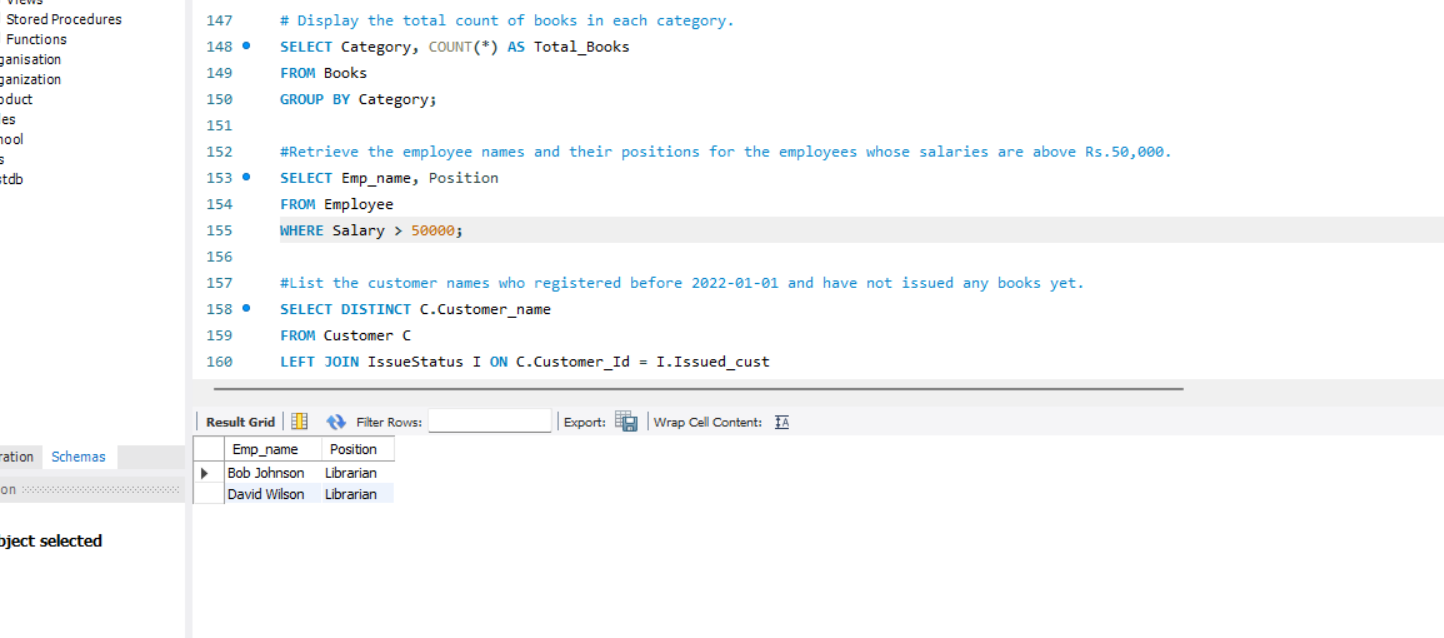 Views
Stored Procedures
Functions
ganisation
ganization
oduct
les
hool
s
stdb
147 # Display the total count of books in each category.
148 SELECT Category, COUNT(*) AS Total_Books
149 FROM Books
150 GROUP BY Category;
151
152 #Retrieve the employee names and their positions for the employees whose salaries are above Rs.50,000.
153 SELECT Emp_name, Position
154 FROM Employee
155 WHERE Salary > 50000;
156
157 #List the customer names who registered before 2022-01-01 and have not issued any books yet.
158 SELECT DISTINCT C.Customer_name
159 FROM Customer C
160 LEFT JOIN IssueStatus I ON C.Customer_Id = I.Issued_cust
Result Grid Filter Rows: Export: Wrap Cell Content: IA
Emp_name Position
Bob Johnson Librarian
David Wilson Librarian
ration Schemas
on
bject selected